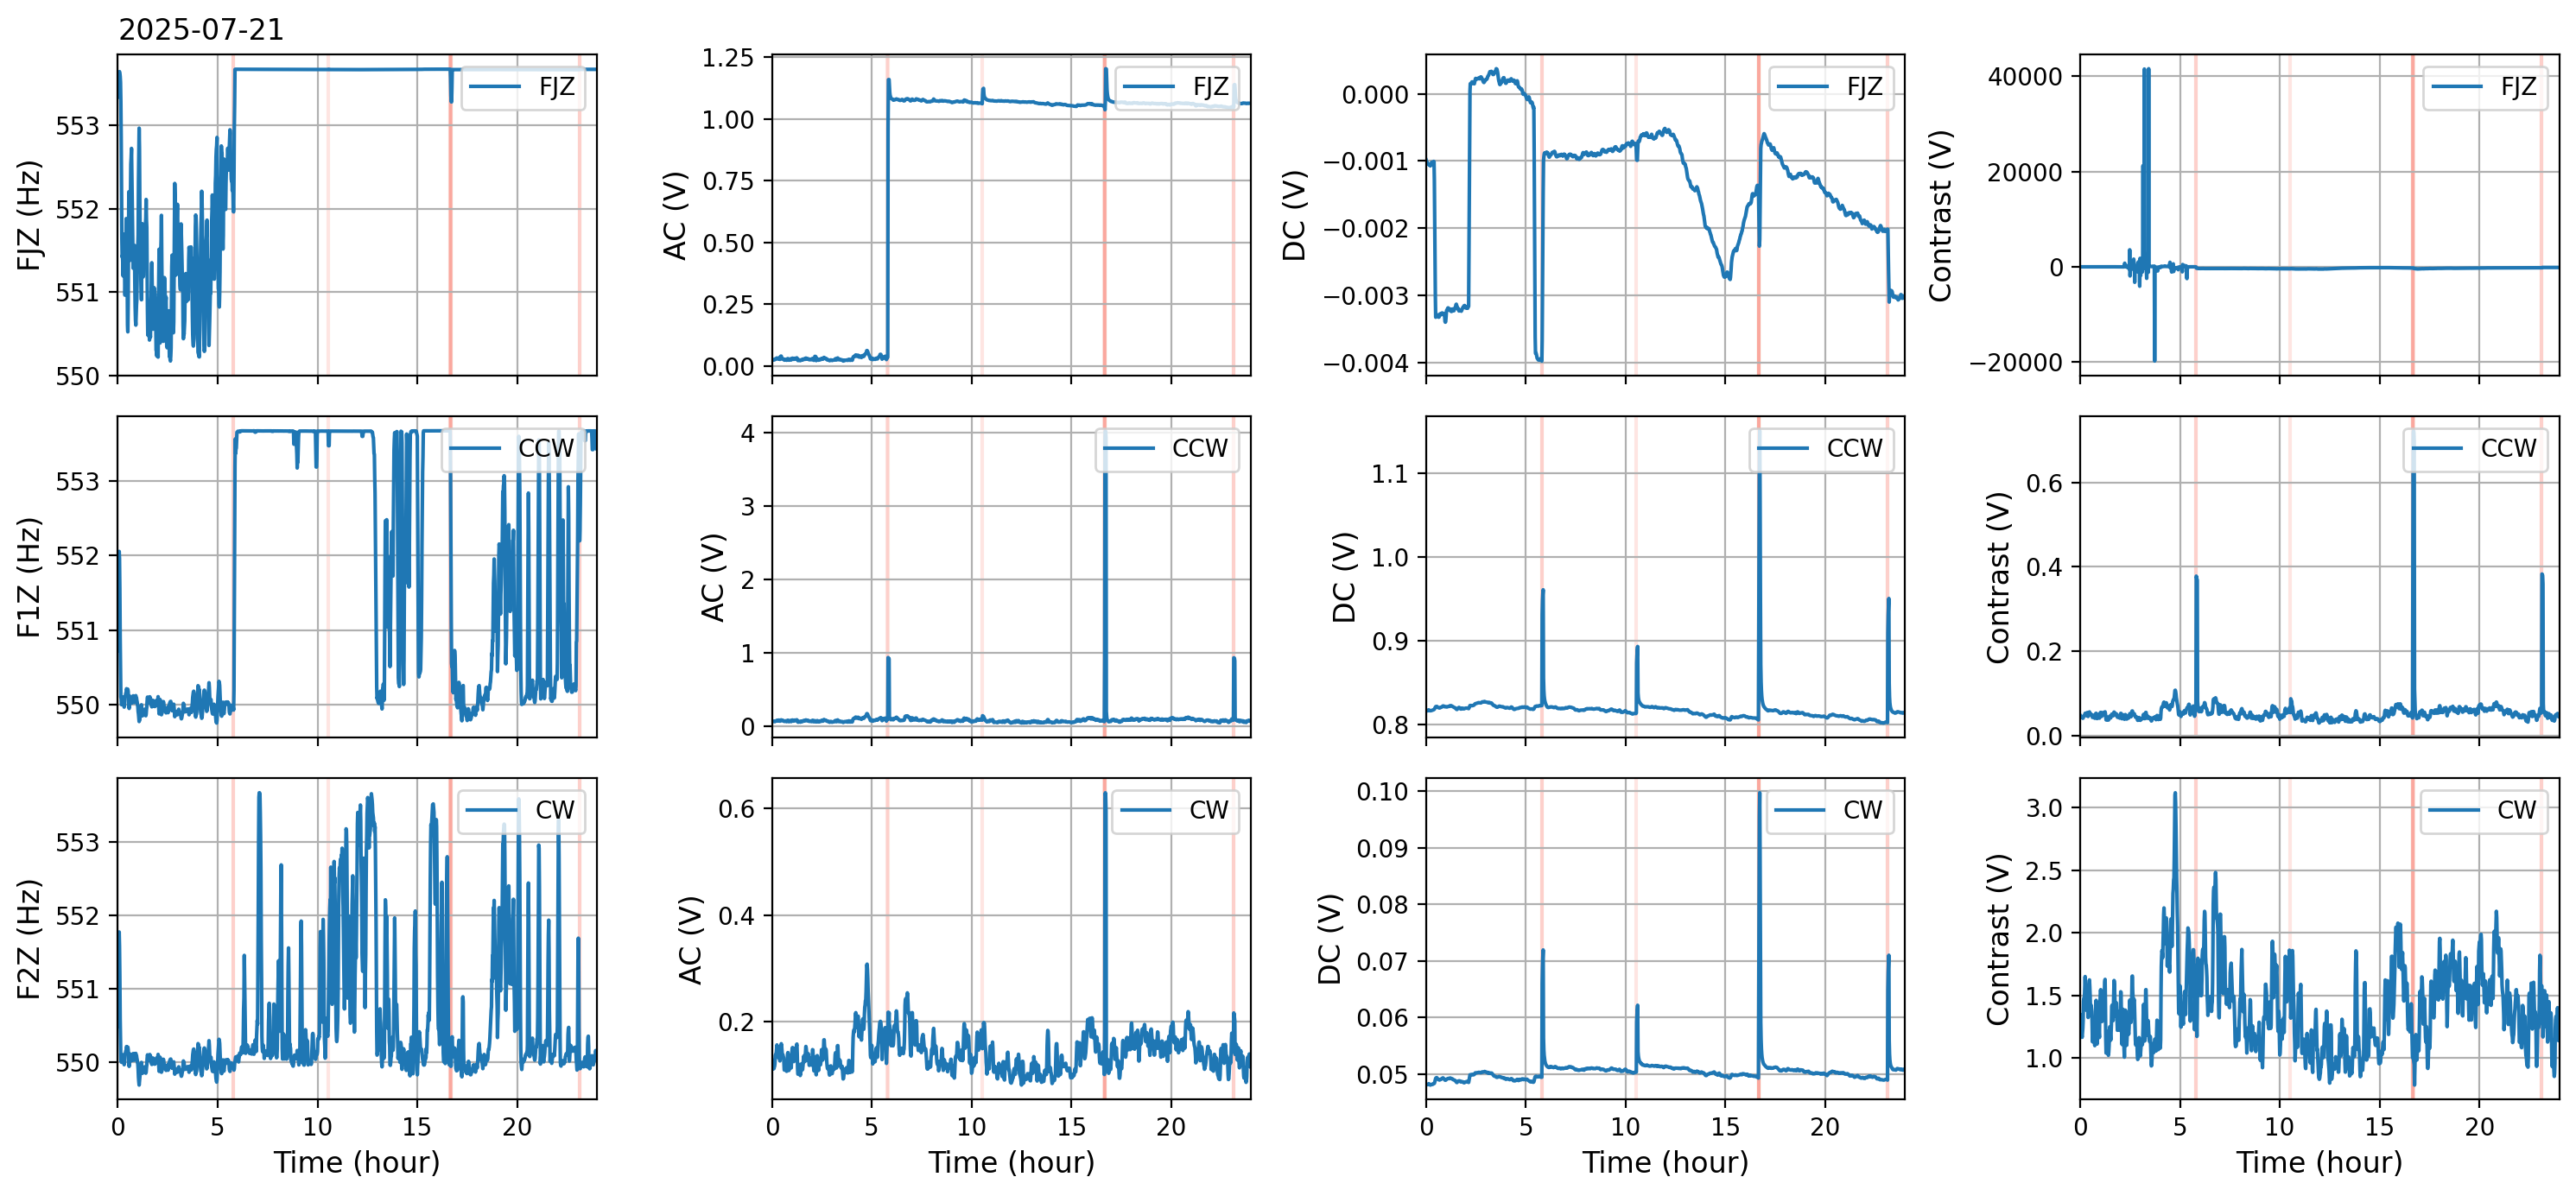 2025-07-21
FJZ (Hz)
553
552
551
550
FJZ
AC (V)
1.25
1.00
0.75
0.50
0.25
0.00
FJZ
DC (V)
0.000
−0.001
−0.002
−0.003
−0.004
FJZ
Contrast (V)
40000
20000
0
−20000
FJZ
F1Z (Hz)
553
552
551
550
CCW
AC (V)
4
3
2
1
0
CCW
DC (V)
1.1
1.0
0.9
0.8
CCW
Contrast (V)
0.6
0.4
0.2
0.0
CCW
F2Z (Hz)
553
552
551
550
CW
0 5 10 15 20
Time (hour)
AC (V)
0.6
0.4
0.2
CW
0 5 10 15 20
Time (hour)
DC (V)
0.10
0.09
0.08
0.07
0.06
0.05
CW
0 5 10 15 20
Time (hour)
Contrast (V)
3.0
2.5
2.0
1.5
1.0
CW
0 5 10 15 20
Time (hour)